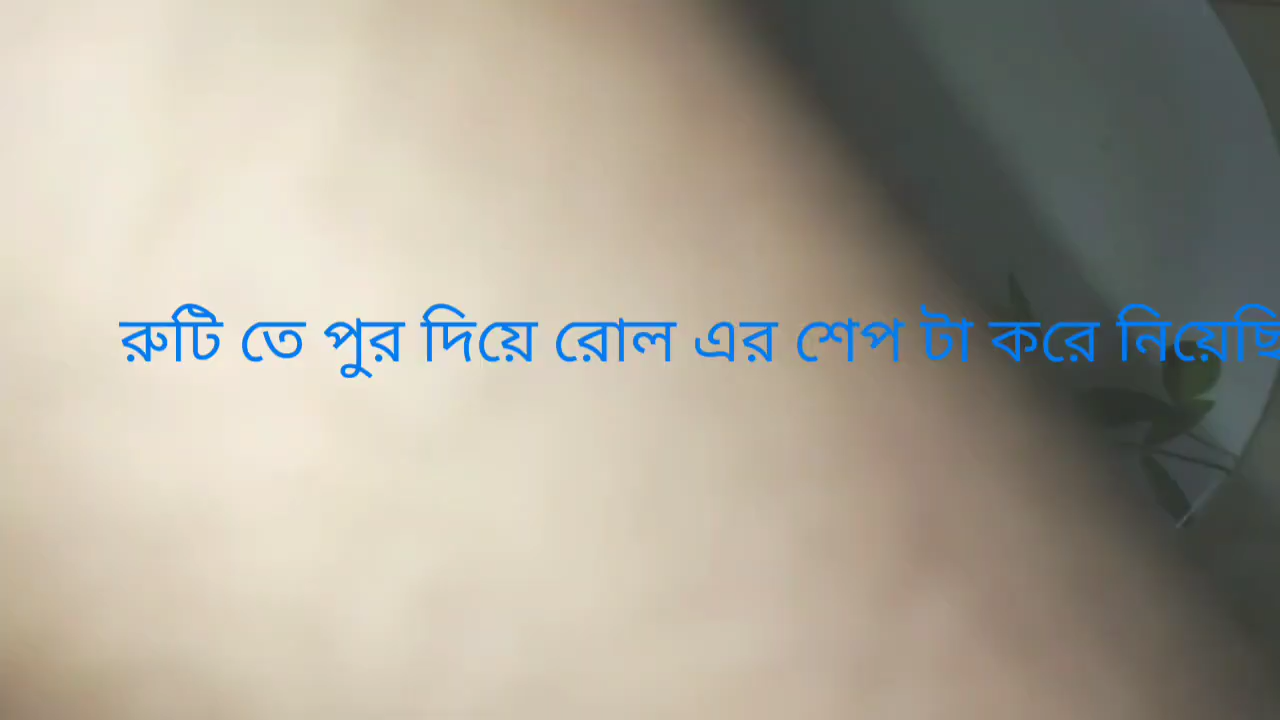 রুটি তে পুর দিয়ে রোল এর শেপ টা করে নিয়েছি